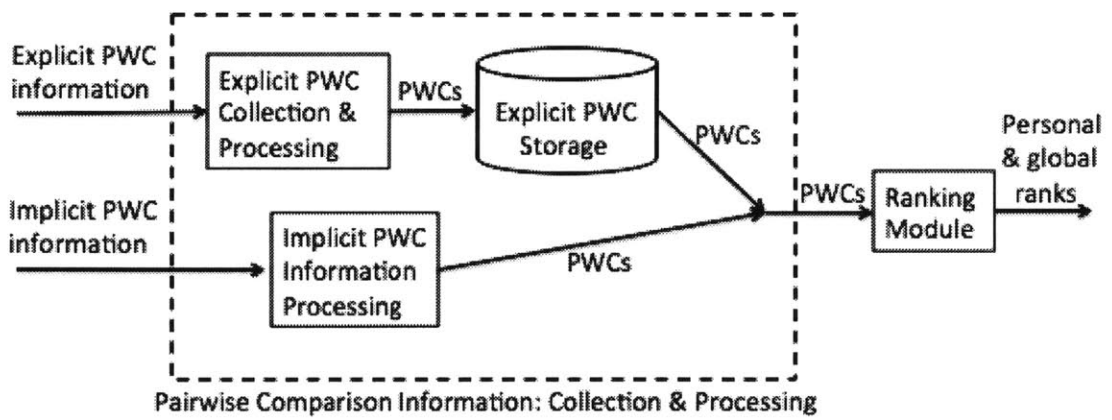 Explicit PWC
information
Explicit PWC
Collection &
Processing
PWCs
Explicit PWC
Storage
PWCs
Implicit PWC
information
Implicit PWC
Information
Processing
PWCs
PWCs
Ranking
Module
Personal
& global
ranks
Pairwise Comparison Information: Collection & Processing